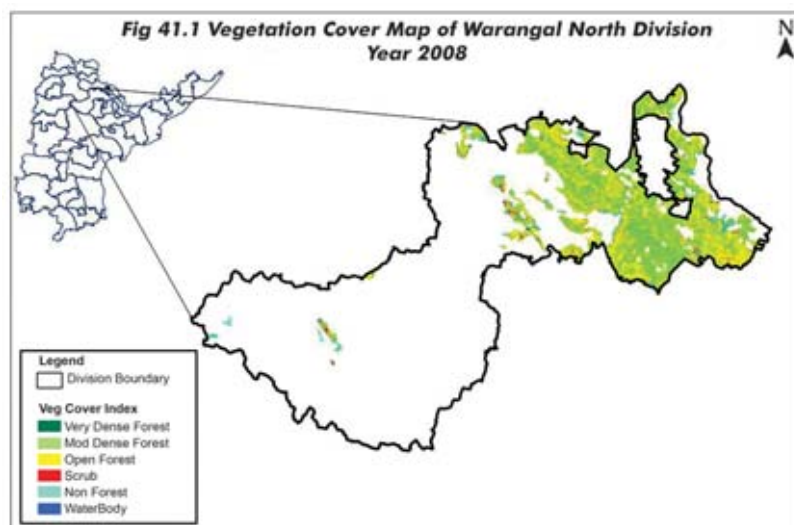 Fig 41.1 Vegetation Cover Map of Warangal North Division
Year 2008
N
Legend
Division Boundary
Veg Cover Index
Very Dense Forest
Mod Dense Forest
Open Forest
Scrub
Non Forest
WaterBody